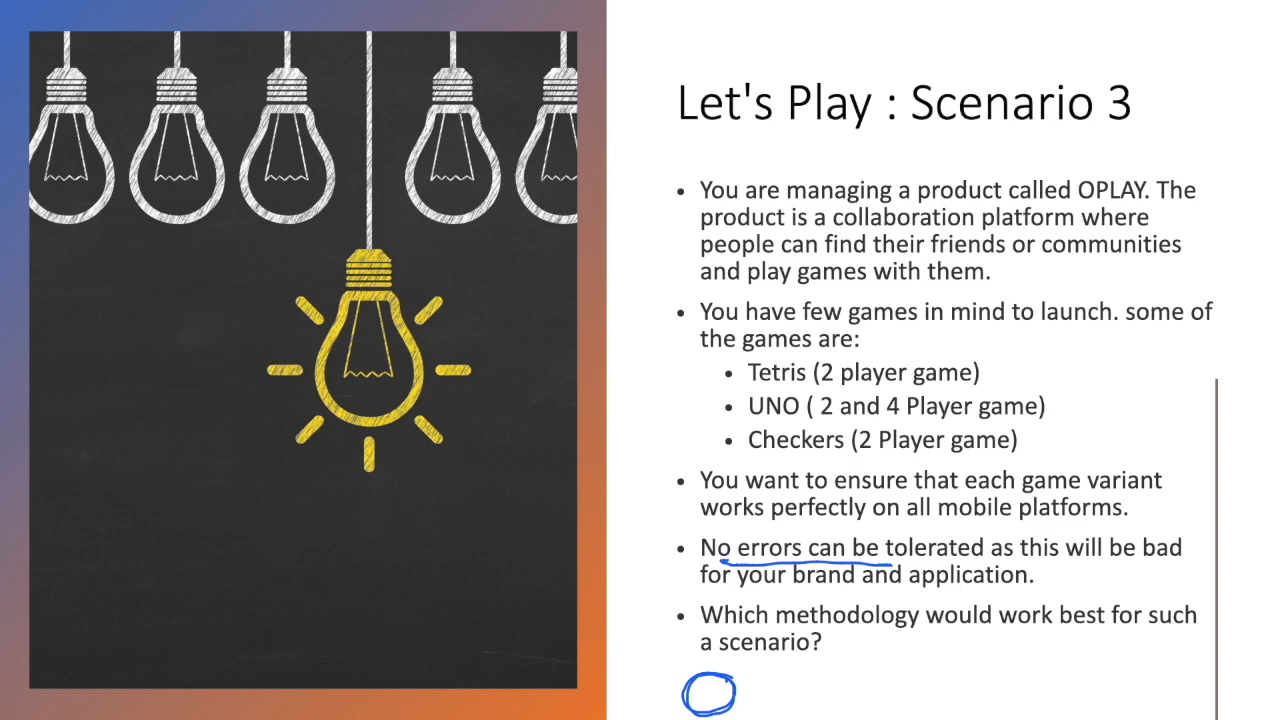 Let's Play : Scenario 3
• You are managing a product called OPLAY. The
product is a collaboration platform where
people can find their friends or communities
and play games with them.
• You have few games in mind to launch. some of
the games are:
• Tetris (2 player game)
• UNO ( 2 and 4 Player game)
• Checkers (2 Player game)
• You want to ensure that each game variant
works perfectly on all mobile platforms.
• No errors can be tolerated as this will be bad
for your brand and application.
• Which methodology would work best for such
a scenario?